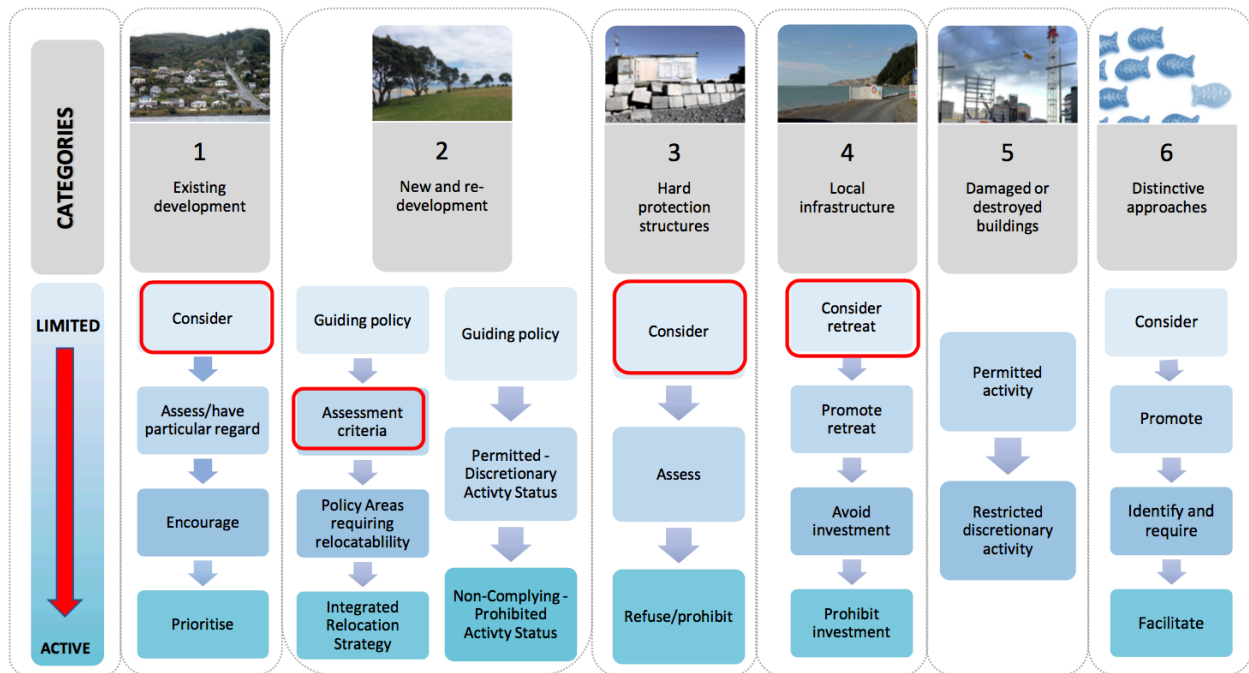 CATEGORIES
1
Existing
development
2
New and re-
development
3
Hard
protection
structures
4
Local
infrastructure
5
Damaged or
destroyed
buildings
6
Distinctive
approaches
LIMITED
ACTIVE
Consider
Assess/have
particular regard
Encourage
Prioritise
Guiding policy
Assessment
criteria
Policy Areas
requiring
relocatablility
Integrated
Relocation
Strategy
Guiding policy
Permitted -
Discretionary
Activty Status
Non-Complying -
Prohibited
Activty Status
Consider
Assess
Refuse/prohibit
Consider
retreat
Promote
retreat
Avoid
investment
Prohibit
investment
Permitted
activity
Restricted
discretionary
activity
Consider
Promote
Identify and
require
Facilitate